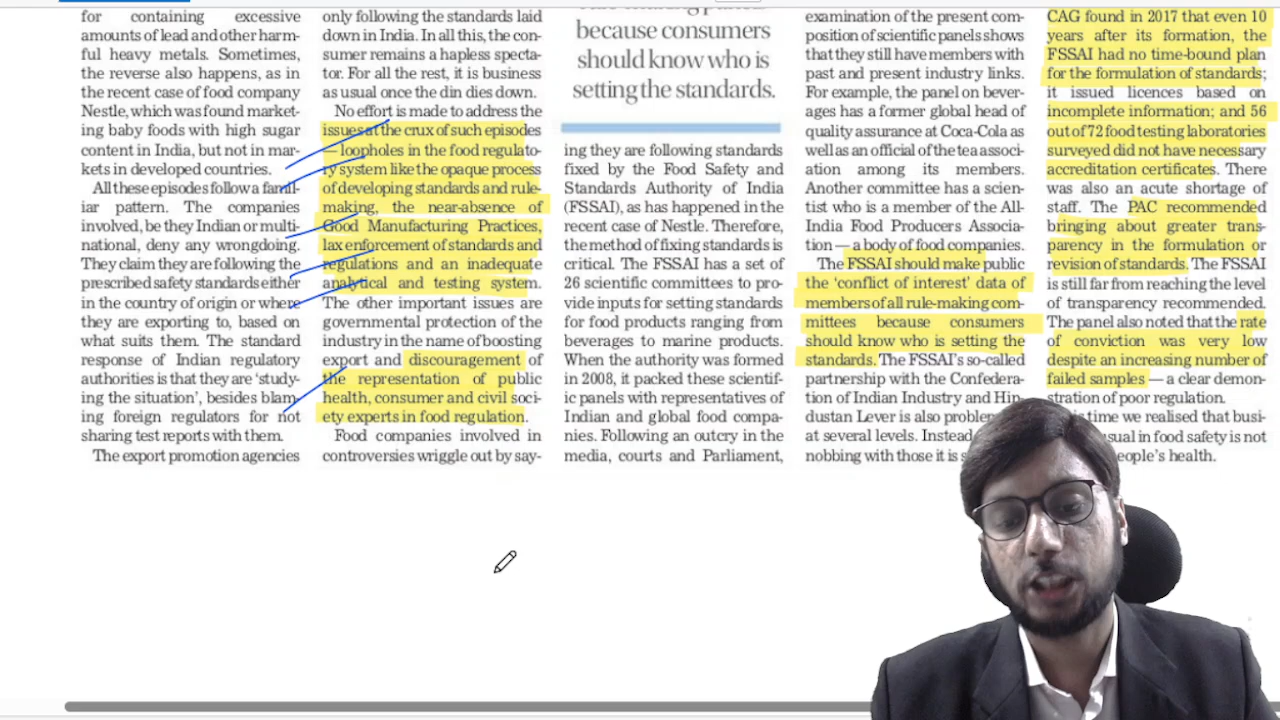 for containing excessive
amounts of lead and other harm-
ful heavy metals. Sometimes,
the reverse also happens, as in
the recent case of food company
Nestle, which was found market-
ing baby foods with high sugar
content in India, but not in mar-
kets in developed countries.
All these episodes follow a famil-
iar pattern. The companies
involved, be they Indian or multi-
national, deny any wrongdoing.
They claim they are following the
prescribed safety standards either
in the country of origin or where
they are exporting to, based on
what suits them. The standard
response of Indian regulatory
authorities is that they are ‘study-
ing the situation’, besides blam-
ing foreign regulators for not
sharing test reports with them.
The export promotion agencies
only following the standards laid
down in India. In all this, the con-
sumer remains a hapless specta-
tor. For all the rest, it is business
as usual once the din dies down.
No effort is made to address the
issues at the crux of such episodes
— loopholes in the food regulato-
ry system like the opaque process
of developing standards and rule-
making, the near-absence of
Good Manufacturing Practices,
lax enforcement of standards and
regulations and an inadequate
analytical and testing system.
The other important issues are
governmental protection of the
industry in the name of boosting
export and discouragement of
the representation of public
health, consumer and civil soci-
ety experts in food regulation.
Food companies involved in
controversies wriggle out by say-
because consumers
should know who is
setting the standards.
ing they are following standards
fixed by the Food Safety and
Standards Authority of India
(FSSAI), as has happened in the
recent case of Nestle. Therefore,
the method of fixing standards is
critical. The FSSAI has a set of
26 scientific committees to pro-
vide inputs for setting standards
for food products ranging from
beverages to marine products.
When the authority was formed
in 2008, it packed these scientif-
ic panels with representatives of
Indian and global food compa-
nies. Following an outcry in the
media, courts and Parliament,
examination of the present com-
position of scientific panels shows
that they still have members with
past and present industry links.
For example, the panel on bever-
ages has a former global head of
quality assurance at Coca-Cola as
well as an official of the tea associ-
ation among its members.
Another committee has a scien-
tist who is a member of the All-
India Food Producers Associa-
tion — a body of food companies.
The FSSAI should make public
the ‘conflict of interest’ data of
members of all rule-making com-
mittees because consumers
should know who is setting the
standards. The FSSAI’s so-called
partnership with the Confedera-
tion of Indian Industry and Hin-
dustan Lever is also
at several levels. Instead
nobbing with those it is
CAG found in 2017 that even 10
years after its formation, the
FSSAI had no time-bound plan
for the formulation of standards;
it issued licences based on
incomplete information; and 56
out of 72 food testing laboratories
surveyed did not have necessary
accreditation certificates. There
was also an acute shortage of
staff. The PAC recommended
bringing about greater trans-
parency in the formulation or
revision of standards. The FSSAI
is still far from reaching the level
of transparency recommended.
The panel also noted that the rate
of conviction was very low
despite an increasing number of
failed samples — a clear demon-
stration of poor regulation.
time we realised that busi-
in food safety is not
health.